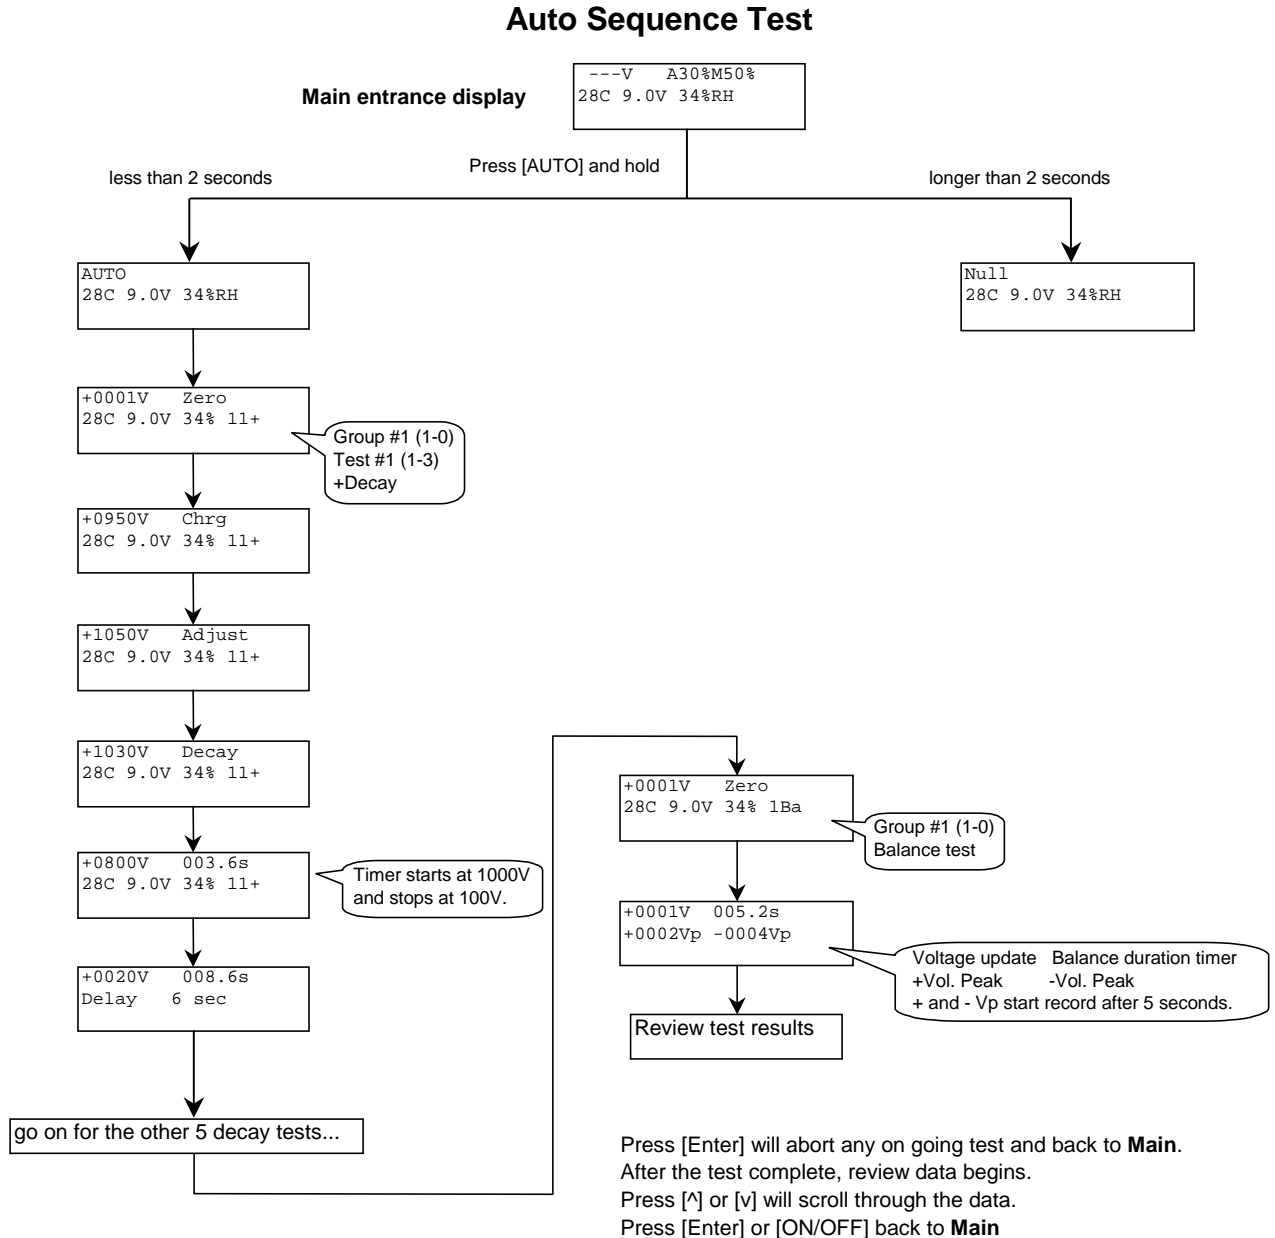 Auto Sequence Test
---V   A30%M50%
28C 9.0V 34%RH
Main entrance display
Press [AUTO] and hold
less than 2 seconds
longer than 2 seconds
AUTO
28C 9.0V 34%RH
Null
28C 9.0V 34%RH
+0001V   Zero
28C 9.0V 34% 11+
Group #1 (1-0)
Test #1 (1-3)
+Decay
+0950V   Chrg
28C 9.0V 34% 11+
+1050V   Adjust
28C 9.0V 34% 11+
+1030V   Decay
28C 9.0V 34% 11+
+0800V   003.6s
28C 9.0V 34% 11+
Timer starts at 1000V
and stops at 100V.
+0020V   008.6s
Delay   6 sec
go on for the other 5 decay tests...
+0001V   Zero
28C 9.0V 34% 1Ba
Group #1 (1-0)
Balance test
+0001V  005.2s
+0002Vp -0004Vp
Voltage update   Balance duration timer
+Vol. Peak   -Vol. Peak
+ and - Vp start record after 5 seconds.
Review test results
Press [Enter] will abort any on going test and back to Main.
After the test complete, review data begins.
Press [^] or [v] will scroll through the data.
Press [Enter] or [ON/OFF] back to Main